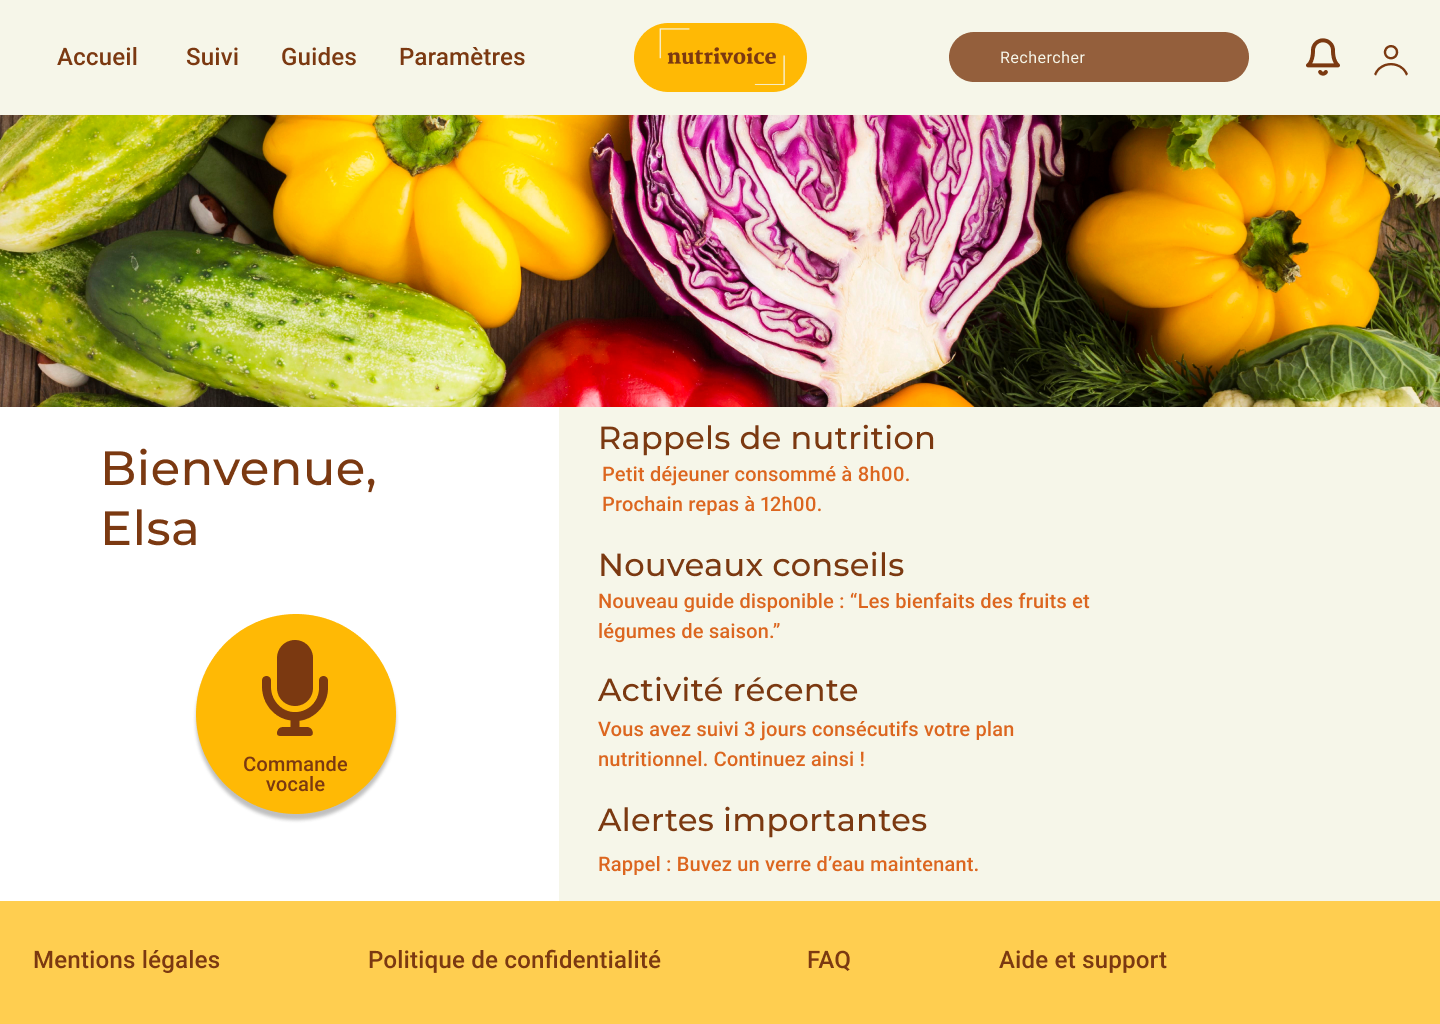 Accueil Suivi Guides Paramètres nutrivoice Rechercher
Bienvenue,
Elsa
Commande
vocale
Rappels de nutrition
Petit déjeuner consommé à 8h00.
Prochain repas à 12h00.
Nouveaux conseils
Nouveau guide disponible : “Les bienfaits des fruits et
légumes de saison.”
Activité récente
Vous avez suivi 3 jours consécutifs votre plan
nutritionnel. Continuez ainsi !
Alertes importantes
Rappel : Buvez un verre d’eau maintenant.
Mentions légales Politique de confidentialité FAQ Aide et support